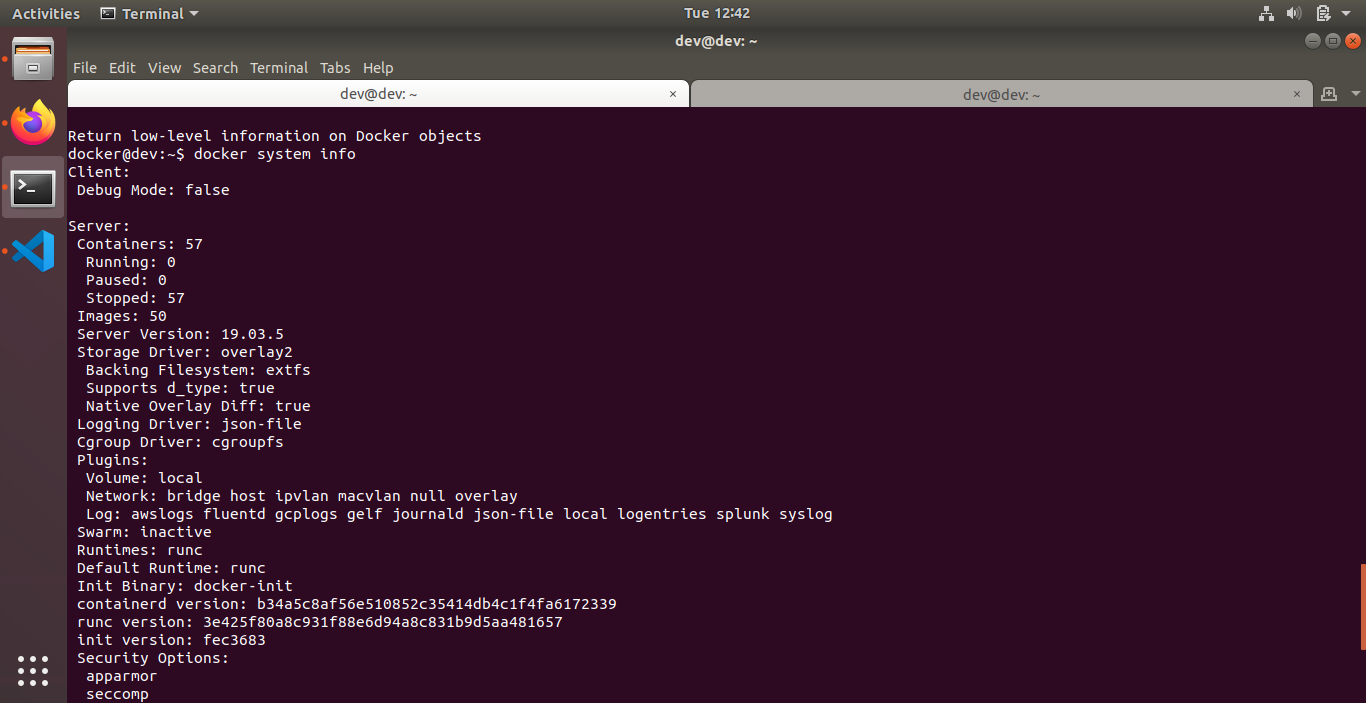 Activities Terminal Tue 12:42
dev@dev: ~
File Edit View Search Terminal Tabs Help
dev@dev: ~ × dev@dev: ~ ×
Return low-level information on Docker objects
docker@dev:~$ docker system info
Client:
 Debug Mode: false
Server:
 Containers: 57
  Running: 0
  Paused: 0
  Stopped: 57
 Images: 50
 Server Version: 19.03.5
 Storage Driver: overlay2
  Backing Filesystem: extfs
  Supports d_type: true
  Native Overlay Diff: true
 Logging Driver: json-file
 Cgroup Driver: cgroupfs
 Plugins:
  Volume: local
  Network: bridge host ipvlan macvlan null overlay
  Log: awslogs fluentd gcplogs gelf journald json-file local logentries splunk syslog
 Swarm: inactive
 Runtimes: runc
 Default Runtime: runc
 Init Binary: docker-init
 containerd version: b34a5c8af56e510852c35414db4c1f4fa6172339
 runc version: 3e425f80a8c931f88e6d94a8c831b9d5aa481657
 init version: fec3683
 Security Options:
  apparmor
  seccomp